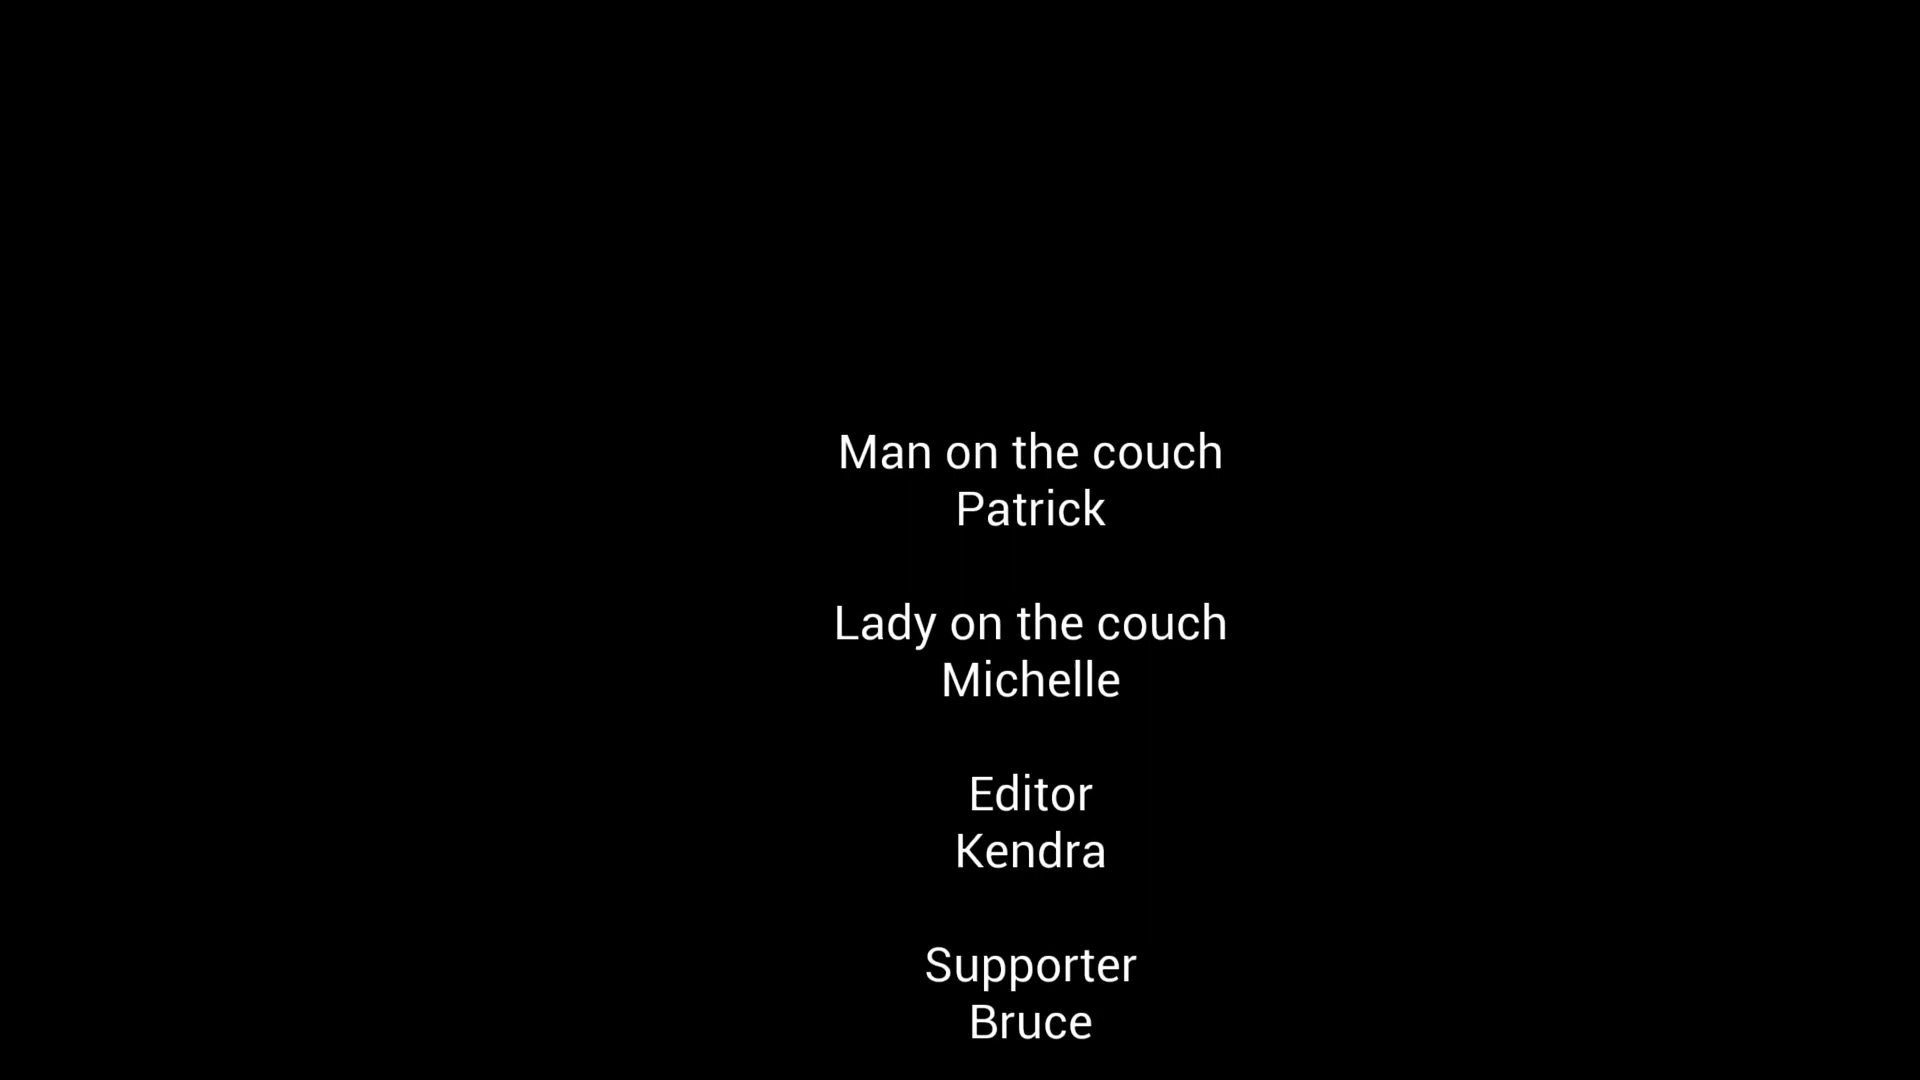 Man on the couch
Patrick
Lady on the couch
Michelle
Editor
Kendra
Supporter
Bruce